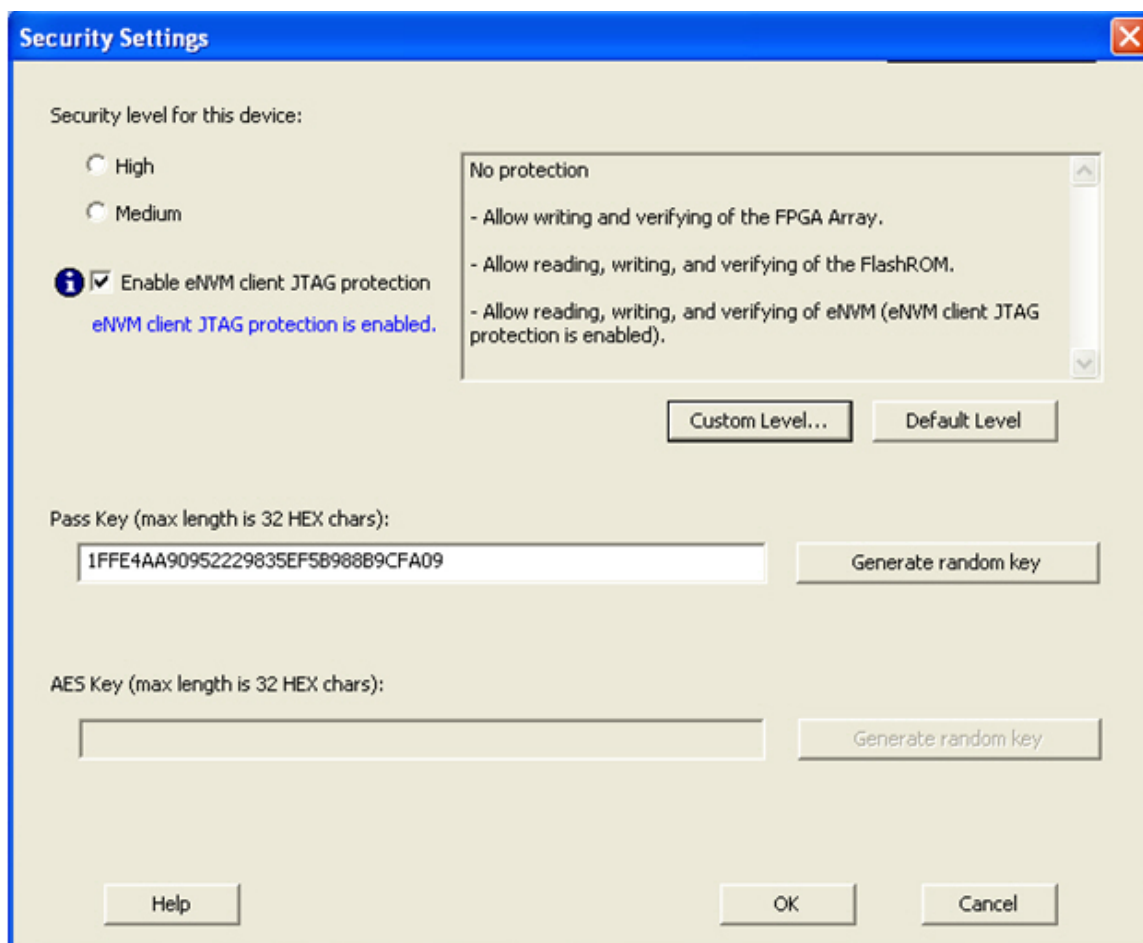 Security Settings
Security level for this device:
High
Medium
Enable eNVM client JTAG protection
eNVM client JTAG protection is enabled.
No protection
- Allow writing and verifying of the FPGA Array.
- Allow reading, writing, and verifying of the FlashROM.
- Allow reading, writing, and verifying of eNVM (eNVM client JTAG
protection is enabled).
Custom Level...
Default Level
Pass Key (max length is 32 HEX chars):
1FFE4AA90952229835EF5B988B9CFA09
Generate random key
AES Key (max length is 32 HEX chars):
Generate random key
Help
OK
Cancel